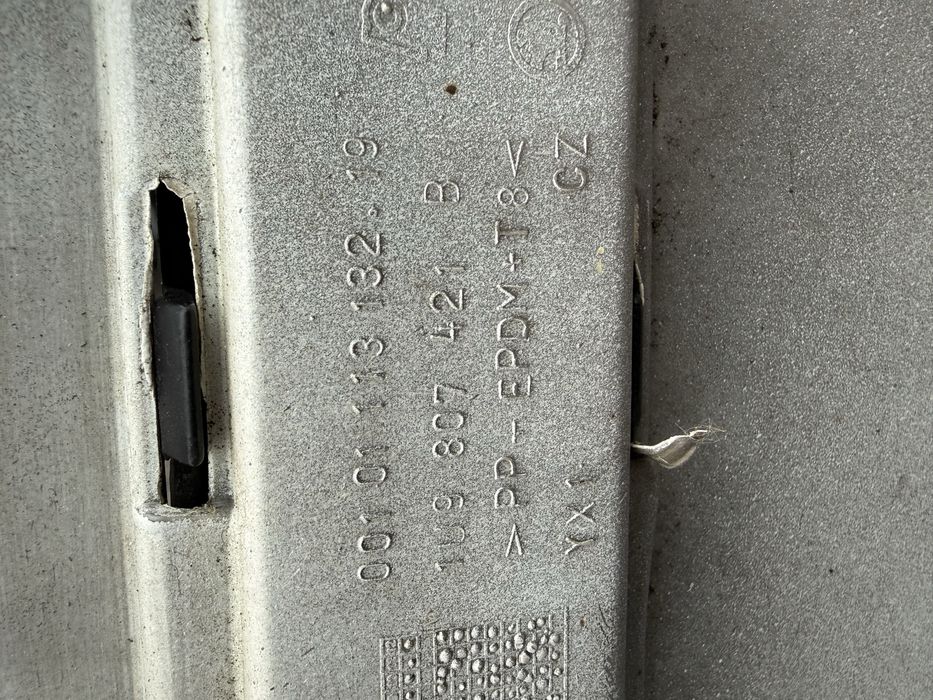 001 01 113 132.19
1U9 807 421 B
>PP-EPDM+T8<
YX1 CZ